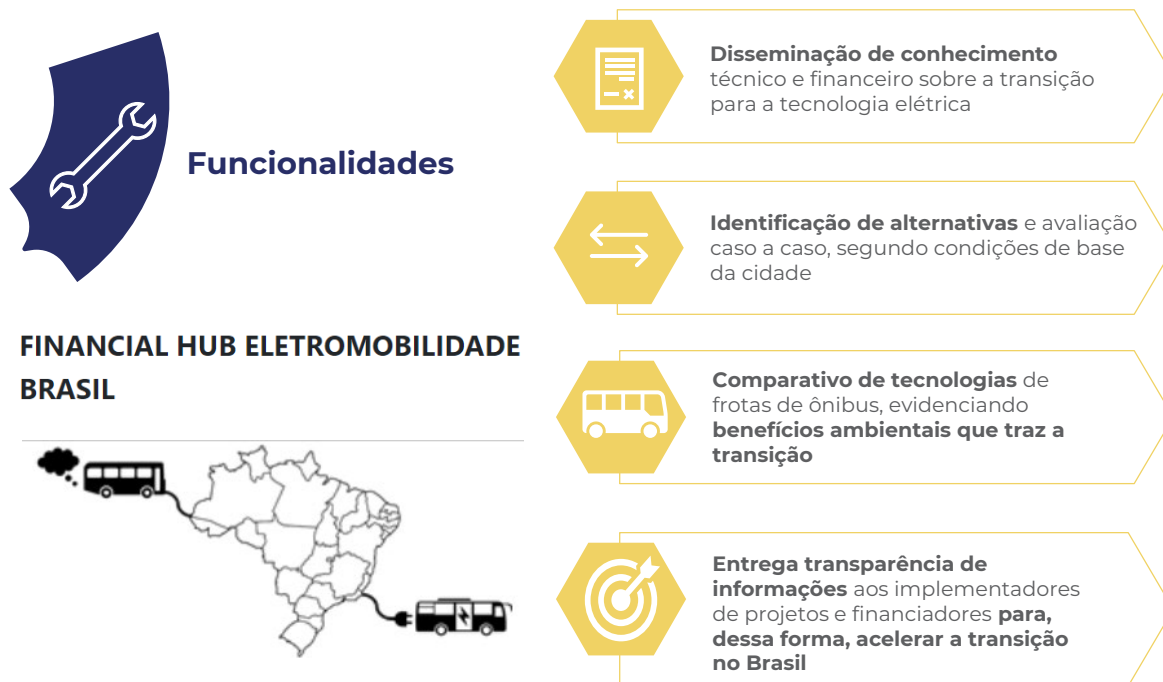 Funcionalidades
FINANCIAL HUB ELETROMOBILIDADE
BRASIL
Disseminação de conhecimento
técnico e financeiro sobre a transição
para a tecnologia elétrica
Identificação de alternativas e avaliação
caso a caso, segundo condições de base
da cidade
Comparativo de tecnologias de
frotas de ônibus, evidenciando
benefícios ambientais que traz a
transição
Entrega transparência de
informações aos implementadores
de projetos e financiadores para,
dessa forma, acelerar a transição
no Brasil